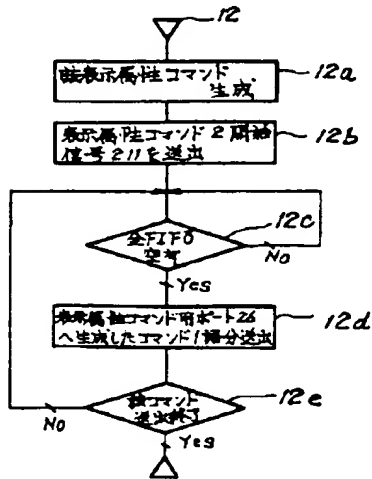 12
該表示属性コマンド
生成
12a
表示属性コマンド2開始
信号211を送出
12b
全FIFO
空き
12c
No
Yes
表示属性コマンド用ポート26
へ生成したコマンド1語分送出
12d
該コマンド
送出終了
12e
No
Yes